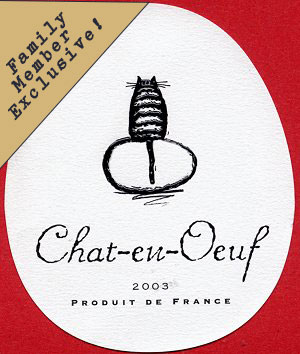 Family
Member
Exclusive!
Chat-en-Oeuf
2003
PRODUIT DE FRANCE